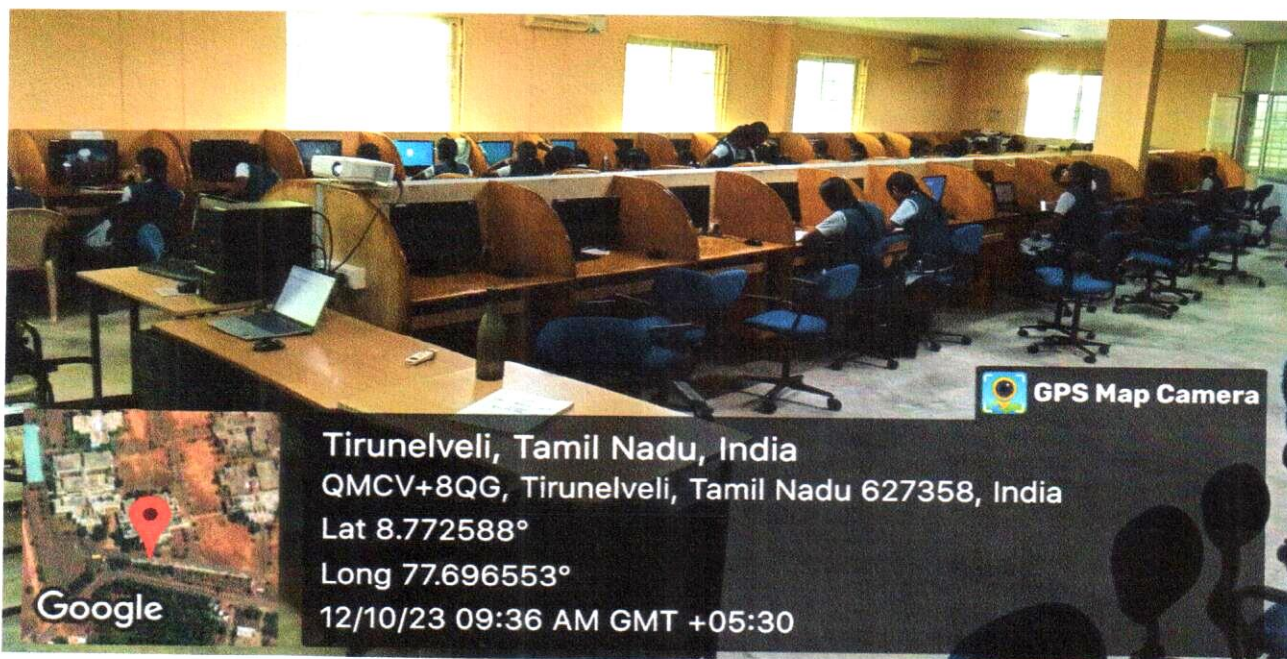 GPS Map Camera
Tirunelveli, Tamil Nadu, India
QMCV+8QG, Tirunelveli, Tamil Nadu 627358, India
Lat 8.772588°
Long 77.696553°
12/10/23 09:36 AM GMT +05:30
Google